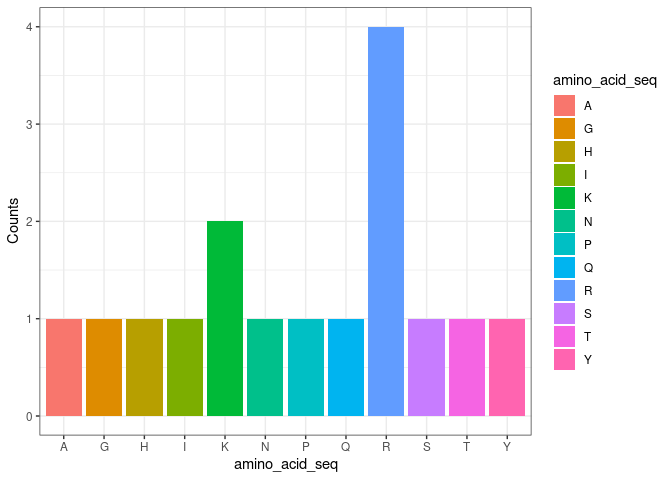 4
3
2
1
0
Counts
A G H I K N P Q R S T Y
amino_acid_seq
amino_acid_seq
A
G
H
I
K
N
P
Q
R
S
T
Y